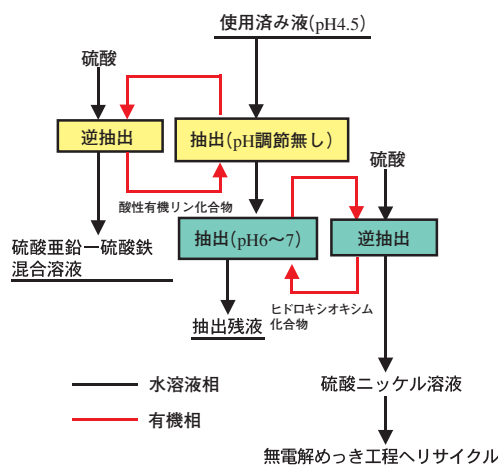 使用済み液(pH4.5)
硫酸
逆抽出
抽出(pH調節無し)
硫酸
酸性有機リン化合物
硫酸亜鉛ー硫酸鉄
混合溶液
抽出(pH6〜7)
逆抽出
ヒドロキシオキシム
化合物
抽出残液
水溶液相
硫酸ニッケル溶液
有機相
無電解めっき工程へリサイクル